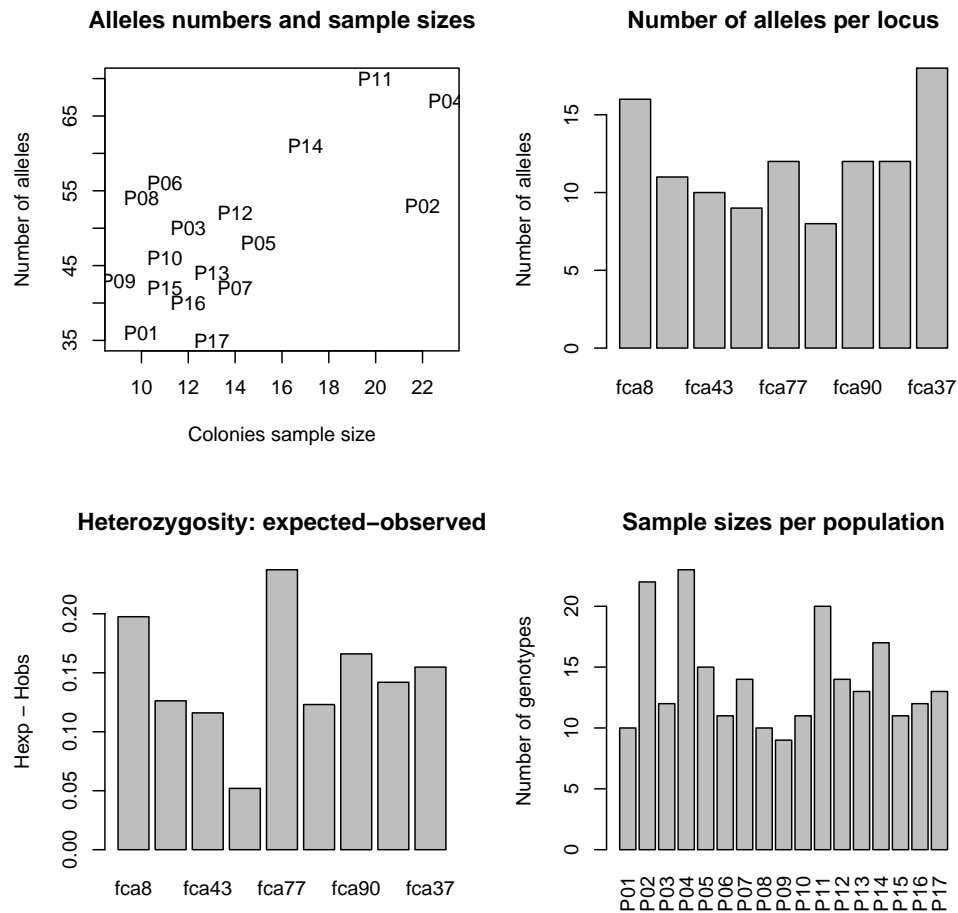 Alleles numbers and sample sizes
Number of alleles
35 45 55 65
P11
P04
P14
P06
P08
P02
P12
P03
P05
P10
P13
P09
P15
P07
P16
P01
P17
10 12 14 16 18 20 22
Colonies sample size
Number of alleles per locus
Number of alleles
0 5 10 15
fca8 fca43 fca77 fca90 fca37
Heterozygosity: expected−observed
Hexp − Hobs
0.00 0.05 0.10 0.15 0.20
fca8 fca43 fca77 fca90 fca37
Sample sizes per population
Number of genotypes
0 5 10 15 20
P01 P02 P03 P04 P05 P06 P07 P08 P09 P10 P11 P12 P13 P14 P15 P16 P17